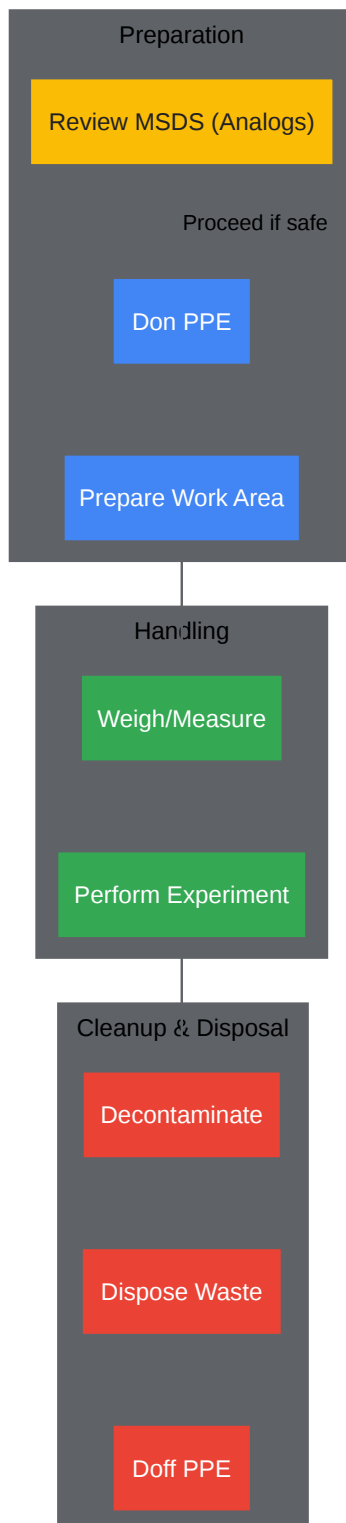 Preparation
Review MSDS (Analogs)
Proceed if safe
Don PPE
Prepare Work Area
Handling
Weigh/Measure
Perform Experiment
Cleanup & Disposal
Decontaminate
Dispose Waste
Doff PPE